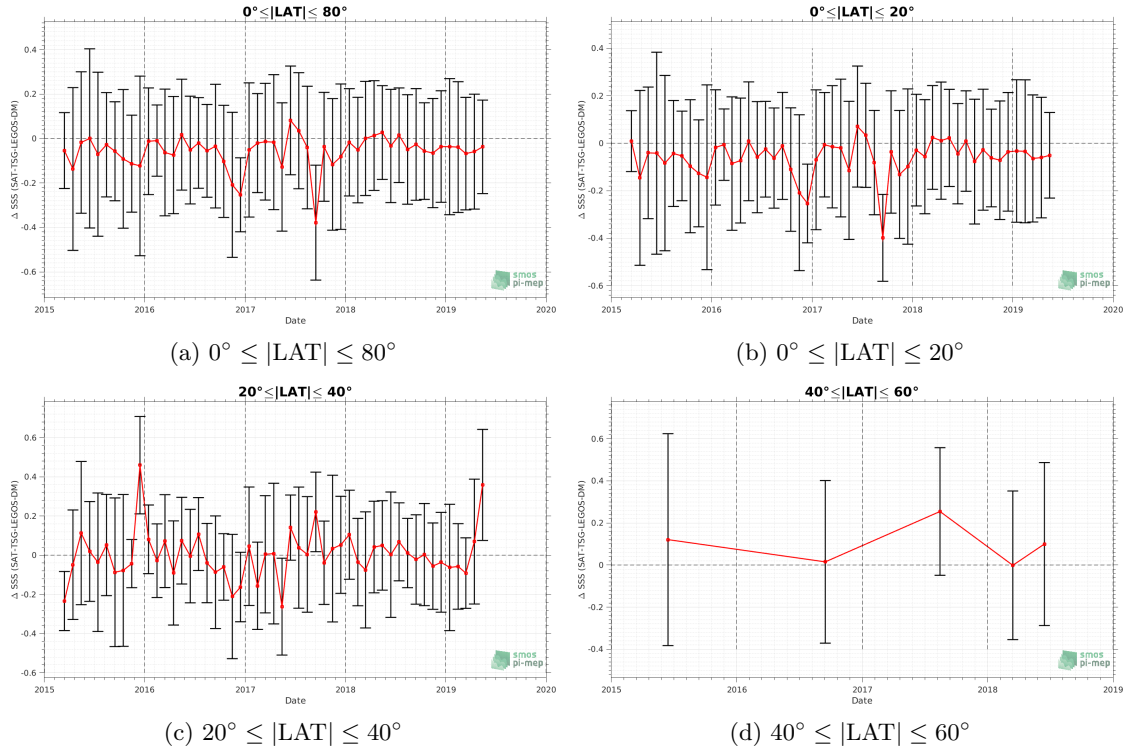 0°≤|LAT|≤ 80°
Δ SSS (SAT-TSG-LEGOS-DM)
0.4
0.2
0
-0.2
-0.4
-0.6
2015
2016
2017
2018
2019
2020
Date
smos
pi-mep
(a) 0° ≤ |LAT| ≤ 80°
0°≤|LAT|≤ 20°
Δ SSS (SAT-TSG-LEGOS-DM)
0.4
0.2
0
-0.2
-0.4
-0.6
2015
2016
2017
2018
2019
2020
Date
smos
pi-mep
(b) 0° ≤ |LAT| ≤ 20°
20°≤|LAT|≤ 40°
Δ SSS (SAT-TSG-LEGOS-DM)
0.6
0.4
0.2
0
-0.2
-0.4
-0.6
2015
2016
2017
2018
2019
2020
Date
smos
pi-mep
(c) 20° ≤ |LAT| ≤ 40°
40°≤|LAT|≤ 60°
Δ SSS (SAT-TSG-LEGOS-DM)
0.6
0.4
0.2
0
-0.2
-0.4
2015
2016
2017
2018
2019
Date
smos
pi-mep
(d) 40° ≤ |LAT| ≤ 60°